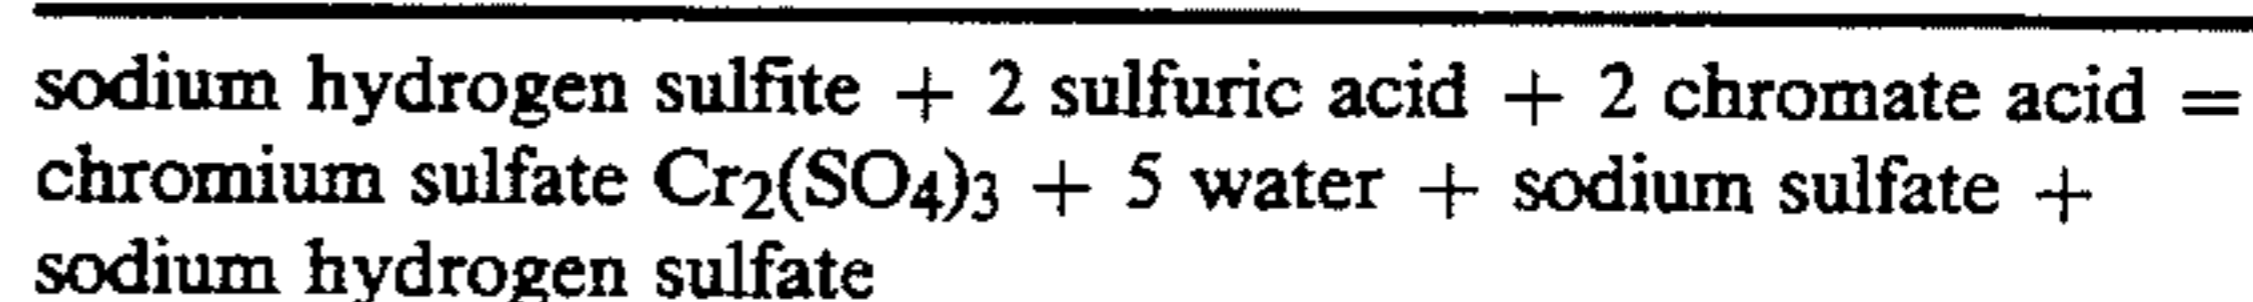 sodium hydrogen sulfite + 2 sulfuric acid + 2 chromate acid =
chromium sulfate Cr2(SO4)3 + 5 water + sodium sulfate +
sodium hydrogen sulfate